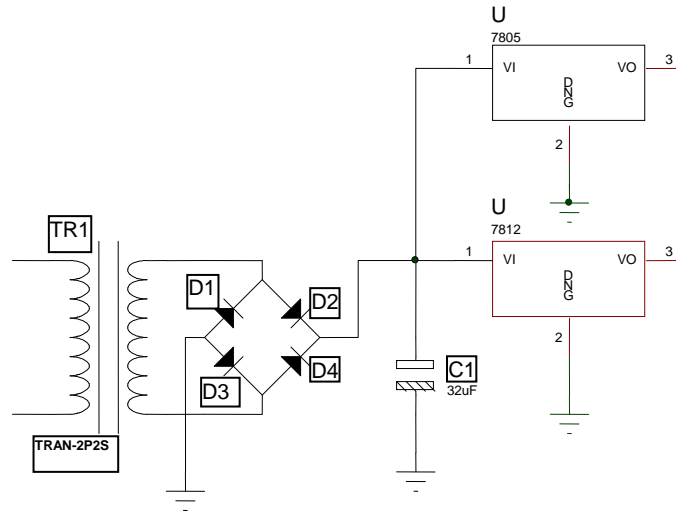 U
7805
1
VI
VO
3
DNG
2
U
7812
1
VI
VO
3
DNG
2
TR1
TRAN-2P2S
D1
D2
D3
D4
C1
32uF